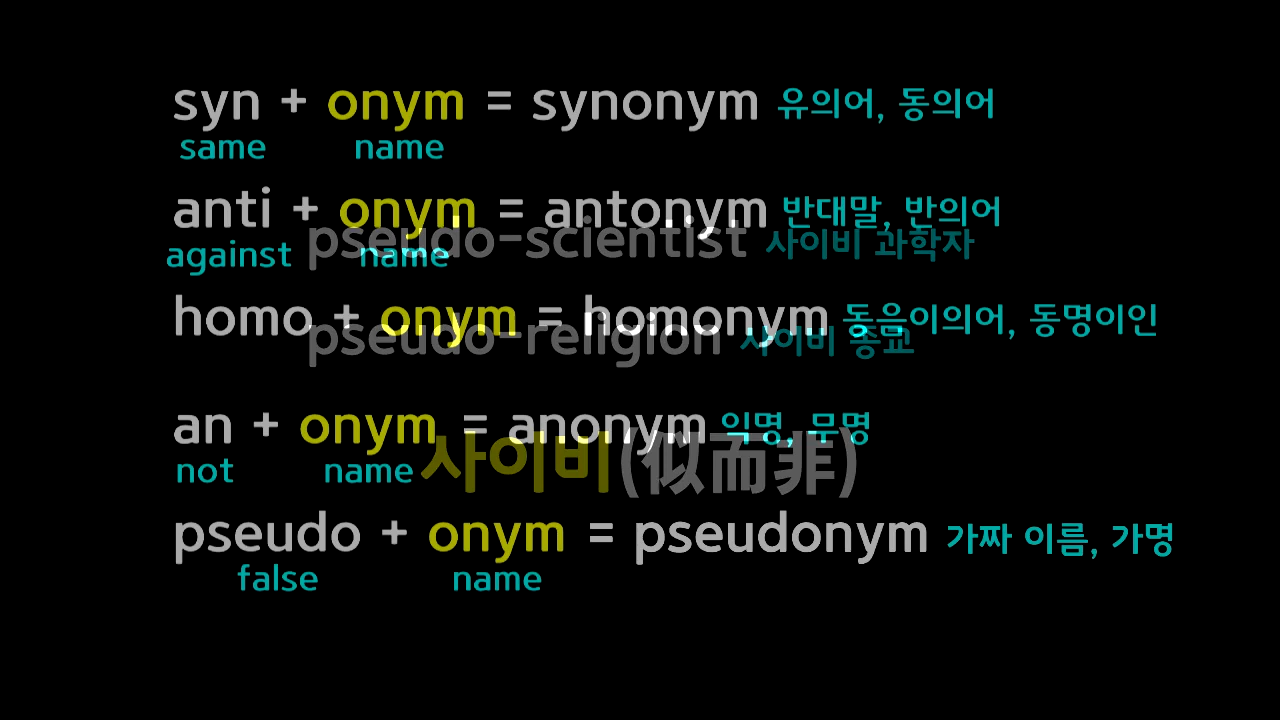 syn + onym = synonym 유의어, 동의어
same name
anti + onym = antonym 반대말, 반의어
pseudo-scientist 사이비 과학자
against name
homo + onym = homonym 동음이의어, 동명이인
pseudo-religion 사이비 종교
an + onym = anonym 익명, 무명
사이비(似而非)
not name
pseudo + onym = pseudonym 가짜 이름, 가명
false name